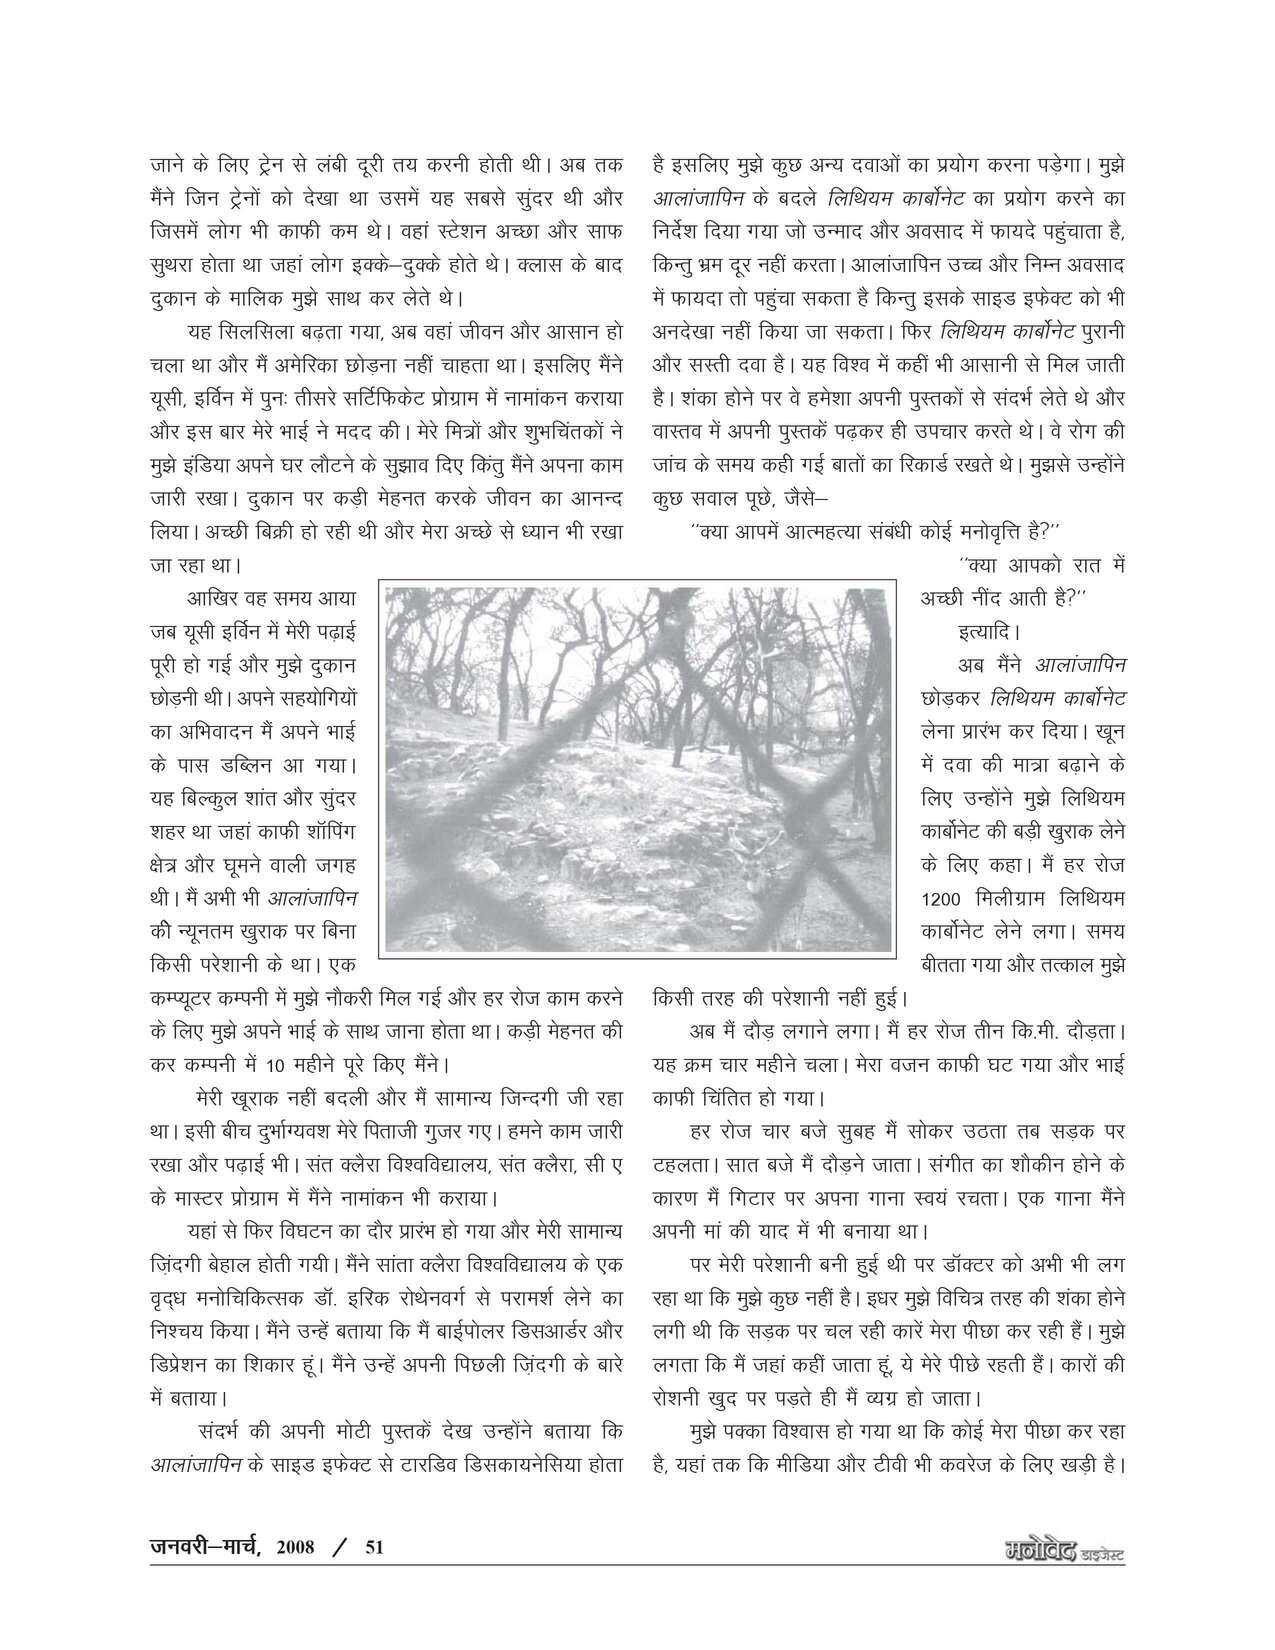 जाने के लिए ट्रेन से लंबी दूरी तय करनी होती थी। अब तक
मैंने जिन ट्रेनों को देखा था उसमें यह सबसे सुंदर थी और
जिसमें लोग भी काफी कम थे। वहां स्टेशन अच्छा और साफ
सुथरा होता था जहां लोग इक्के–दुक्के होते थे। क्लास के बाद
दुकान के मालिक मुझे साथ कर लेते थे।
यह सिलसिला बढ़ता गया, अब वहां जीवन और आसान हो
चला था और मैं अमेरिका छोड़ना नहीं चाहता था। इसलिए मैंने
यूसी, इर्विन में पुनः तीसरे सर्टिफिकेट प्रोग्राम में नामांकन कराया
और इस बार मेरे भाई ने मदद की। मेरे मित्रों और शुभचिंतकों ने
मुझे इंडिया अपने घर लौटने के सुझाव दिए किंतु मैंने अपना काम
जारी रखा। दुकान पर कड़ी मेहनत करके जीवन का आनन्द
लिया। अच्छी बिक्री हो रही थी और मेरा अच्छे से ध्यान भी रखा
जा रहा था।
आखिर वह समय आया
जब यूसी इर्विन में मेरी पढ़ाई
पूरी हो गई और मुझे दुकान
छोड़नी थी। अपने सहयोगियों
का अभिवादन मैं अपने भाई
के पास डब्लिन आ गया।
यह बिल्कुल शांत और सुंदर
शहर था जहां काफी शॉपिंग
क्षेत्र और घूमने वाली जगह
थी। मैं अभी भी आलांजापिन
की न्यूनतम खुराक पर बिना
किसी परेशानी के था। एक
कम्प्यूटर कम्पनी में मुझे नौकरी मिल गई और हर रोज काम करने
के लिए मुझे अपने भाई के साथ जाना होता था। कड़ी मेहनत की
कर कम्पनी में 10 महीने पूरे किए मैंने।
मेरी खूराक नहीं बदली और मैं सामान्य जिन्दगी जी रहा
था। इसी बीच दुर्भाग्यवश मेरे पिताजी गुजर गए। हमने काम जारी
रखा और पढ़ाई भी। संत क्लैरा विश्वविद्यालय, संत क्लैरा, सी ए
के मास्टर प्रोग्राम में मैंने नामांकन भी कराया।
यहां से फिर विघटन का दौर प्रारंभ हो गया और मेरी सामान्य
ज़िंदगी बेहाल होती गयी। मैंने सांता क्लैरा विश्वविद्यालय के एक
वृद्ध मनोचिकित्सक डॉ. इरिक रोथेनवर्ग से परामर्श लेने का
निश्चय किया। मैंने उन्हें बताया कि मैं बाईपोलर डिसआर्डर और
डिप्रेशन का शिकार हूं। मैंने उन्हें अपनी पिछली ज़िंदगी के बारे
में बताया।
संदर्भ की अपनी मोटी पुस्तकें देख उन्होंने बताया कि
आलांजापिन के साइड इफेक्ट से टारडिव डिसकायनेसिया होता
है इसलिए मुझे कुछ अन्य दवाओं का प्रयोग करना पड़ेगा। मुझे
आलांजापिन के बदले लिथियम कार्बोनेट का प्रयोग करने का
निर्देश दिया गया जो उन्माद और अवसाद में फायदे पहुंचाता है,
किन्तु भ्रम दूर नहीं करता। आलांजापिन उच्च और निम्न अवसाद
में फायदा तो पहुंचा सकता है किन्तु इसके साइड इफेक्ट को भी
अनदेखा नहीं किया जा सकता। फिर लिथियम कार्बोनेट पुरानी
और सस्ती दवा है। यह विश्व में कहीं भी आसानी से मिल जाती
है। शंका होने पर वे हमेशा अपनी पुस्तकों से संदर्भ लेते थे और
वास्तव में अपनी पुस्तकें पढ़कर ही उपचार करते थे। वे रोग की
जांच के समय कही गई बातों का रिकार्ड रखते थे। मुझसे उन्होंने
कुछ सवाल पूछे, जैसे–
''क्या आपमें आत्महत्या संबंधी कोई मनोवृत्ति है?''
''क्या आपको रात में
अच्छी नींद आती है?''
इत्यादि।
अब मैंने आलांजापिन
छोड़कर लिथियम कार्बोनेट
लेना प्रारंभ कर दिया। खून
में दवा की मात्रा बढ़ाने के
लिए उन्होंने मुझे लिथियम
कार्बोनेट की बड़ी खुराक लेने
के लिए कहा। मैं हर रोज
1200 मिलीग्राम लिथियम
कार्बोनेट लेने लगा। समय
बीतता गया और तत्काल मुझे
किसी तरह की परेशानी नहीं हुई।
अब मैं दौड़ लगाने लगा। मैं हर रोज तीन कि.मी. दौड़ता।
यह क्रम चार महीने चला। मेरा वजन काफी घट गया और भाई
काफी चिंतित हो गया।
हर रोज चार बजे सुबह मैं सोकर उठता तब सड़क पर
टहलता। सात बजे मैं दौड़ने जाता। संगीत का शौकीन होने के
कारण मैं गिटार पर अपना गाना स्वयं रचता। एक गाना मैंने
अपनी मां की याद में भी बनाया था।
पर मेरी परेशानी बनी हुई थी पर डॉक्टर को अभी भी लग
रहा था कि मुझे कुछ नहीं है। इधर मुझे विचित्र तरह की शंका होने
लगी थी कि सड़क पर चल रही कारें मेरा पीछा कर रही हैं। मुझे
लगता कि मैं जहां कहीं जाता हूं, ये मेरे पीछे रहती हैं। कारों की
रोशनी खुद पर पड़ते ही मैं व्यग्र हो जाता।
मुझे पक्का विश्वास हो गया था कि कोई मेरा पीछा कर रहा
है, यहां तक कि मीडिया और टीवी भी कवरेज के लिए खड़ी है।
जनवरी–मार्च, 2008 / 51
मनोवेद डाइजेस्ट